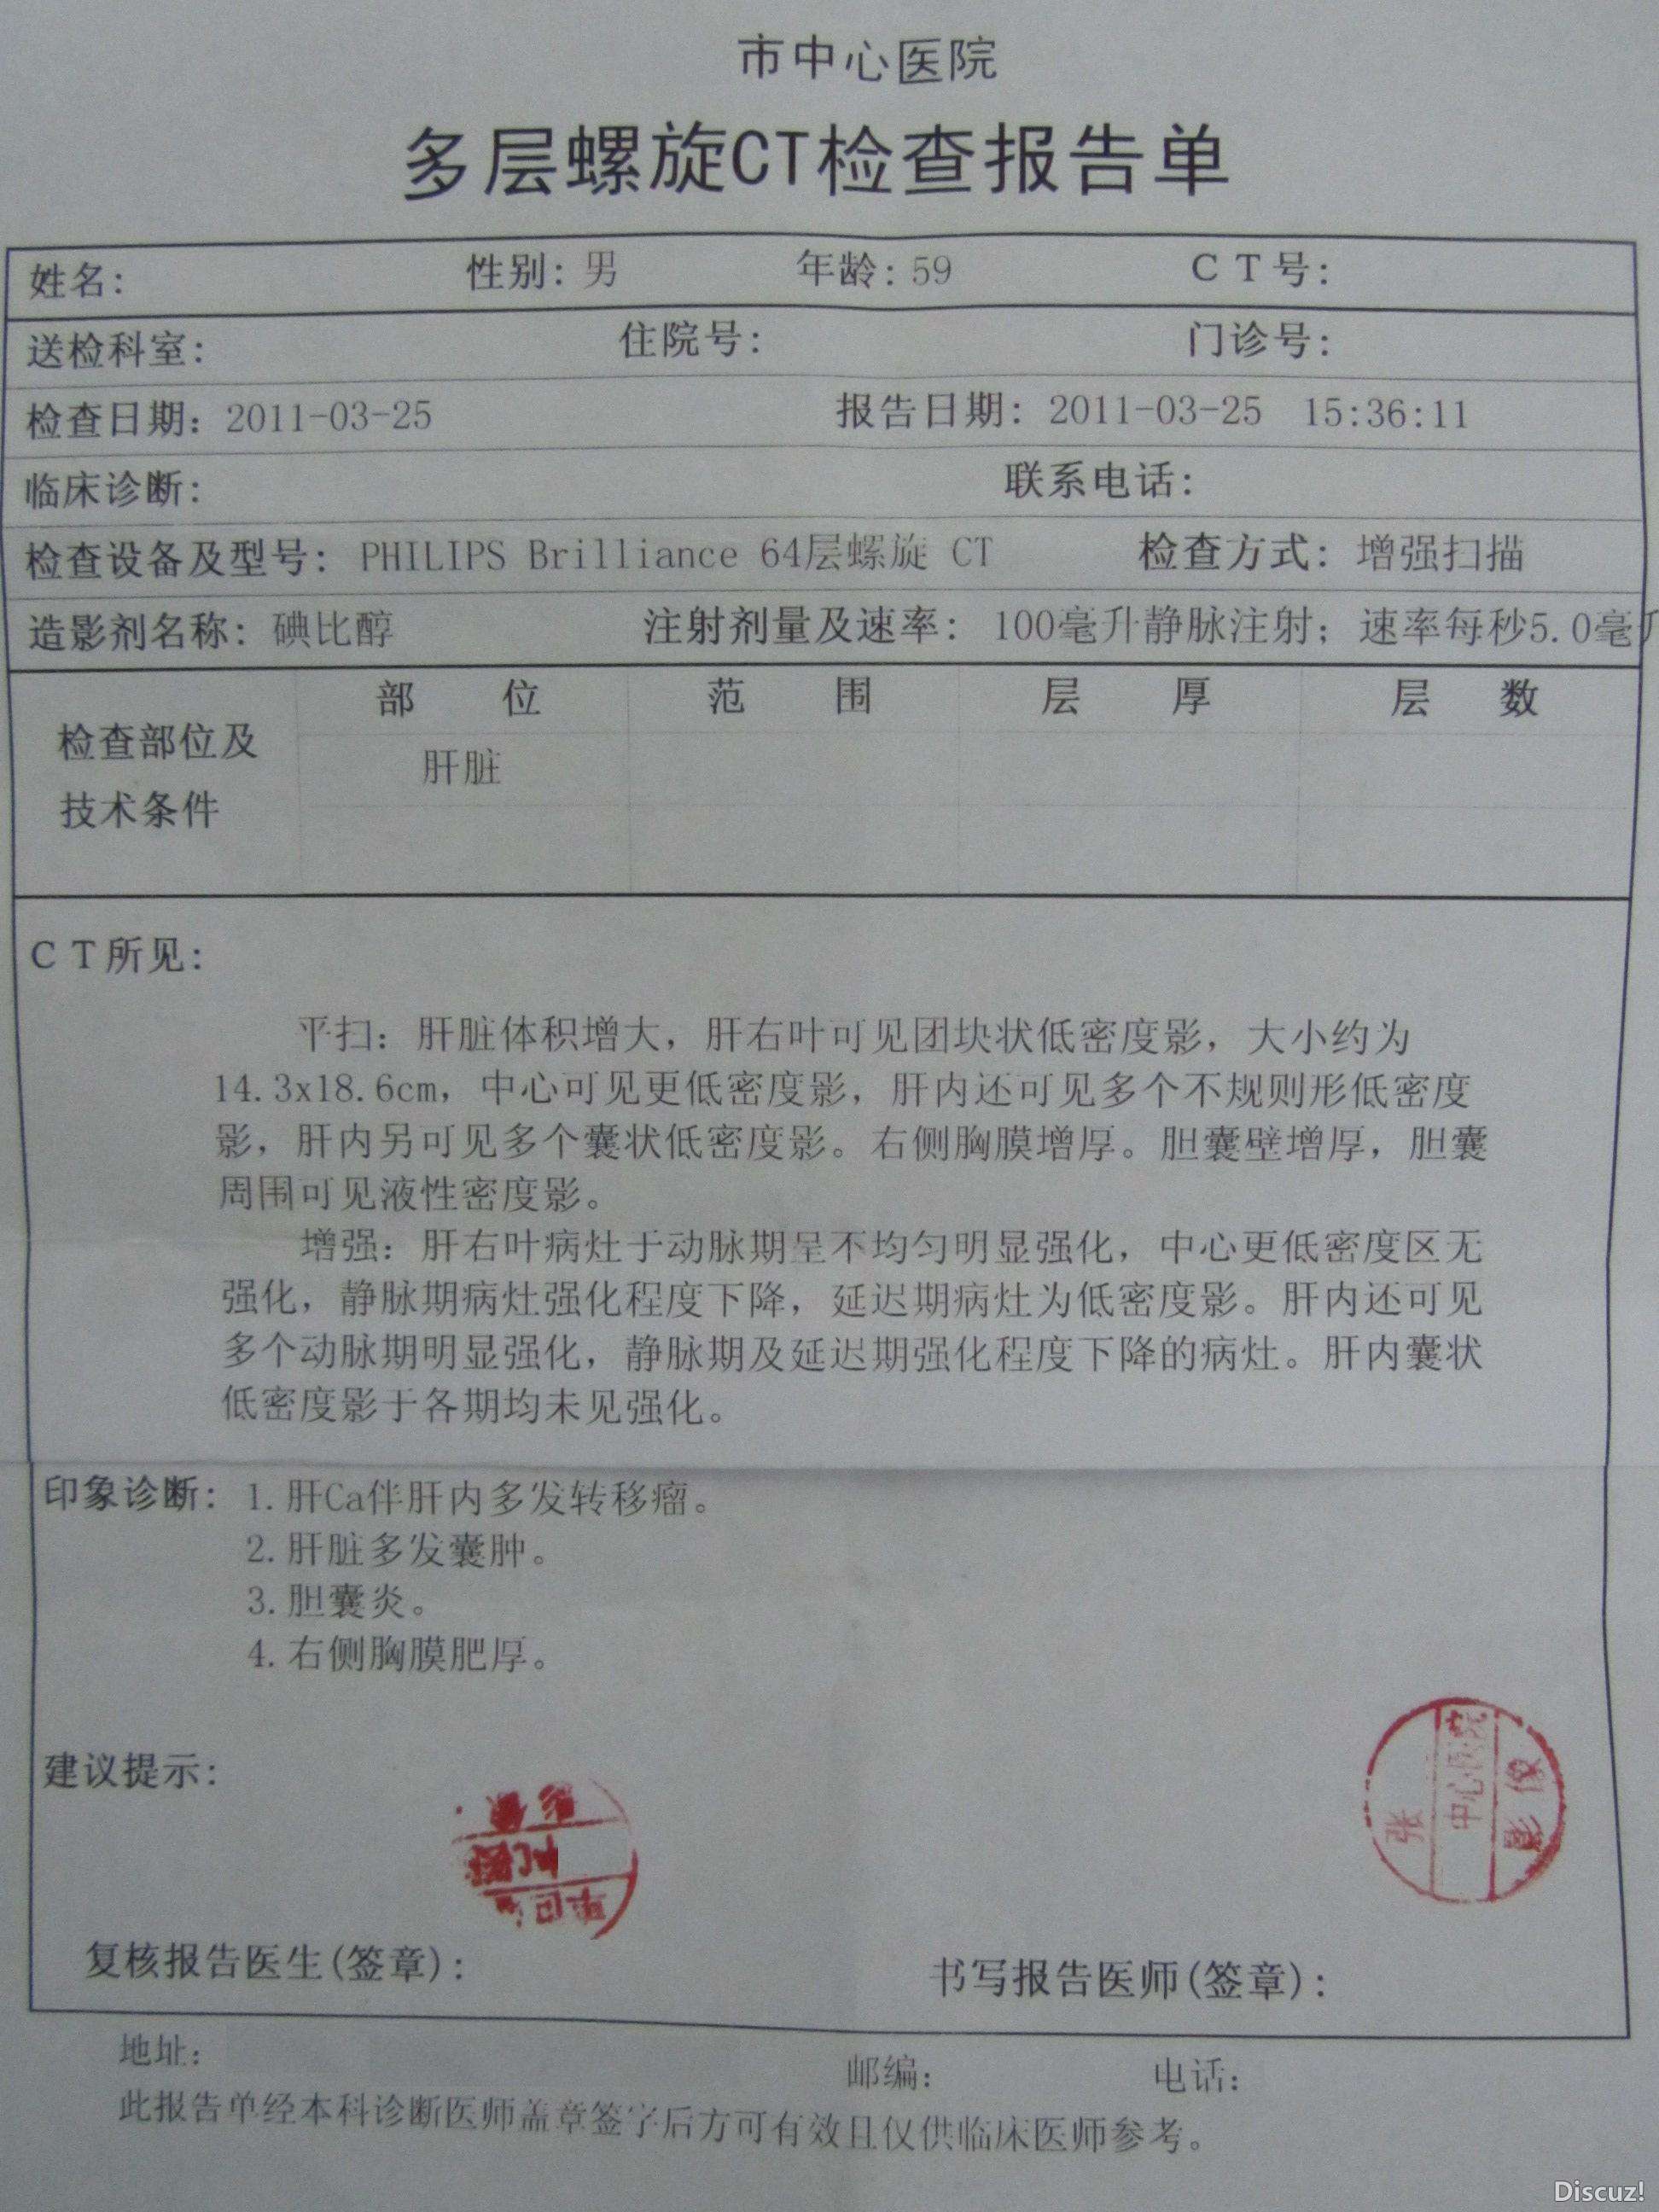 市中心医院
多层螺旋CT检查报告单
姓名: 性别: 男 年龄: 59 CT号:
送检科室: 住院号: 门诊号:
检查日期: 2011-03-25 报告日期: 2011-03-25 15:36:11
临床诊断: 联系电话:
检查设备及型号: PHILIPS Brilliance 64层螺旋 CT 检查方式: 增强扫描
造影剂名称: 碘比醇 注射剂量及速率: 100毫升静脉注射; 速率每秒5.0毫升
部 位 范 围 层 厚 层 数
检查部位及
肝脏
技术条件
CT所见:
平扫: 肝脏体积增大, 肝右叶可见团块状低密度影, 大小约为
14.3x18.6cm, 中心可见更低密度影, 肝内还可见多个不规则形低密度
影, 肝内另可见多个囊状低密度影。右侧胸膜增厚。胆囊壁增厚, 胆囊
周围可见液性密度影。
增强: 肝右叶病灶于动脉期呈不均匀明显强化, 中心更低密度区无
强化, 静脉期病灶强化程度下降, 延迟期病灶为低密度影。肝内还可见
多个动脉期明显强化, 静脉期及延迟期强化程度下降的病灶。肝内囊状
低密度影于各期均未见强化。
印象诊断: 1. 肝Ca伴肝内多发转移瘤。
2. 肝脏多发囊肿。
3. 胆囊炎。
4. 右侧胸膜肥厚。
建议提示:
张
中心医院
影像
复核报告医生(签章):
书写报告医师(签章):
地址: 邮编: 电话:
此报告单经本科诊断医师盖章签字后方可有效且仅供临床医师参考。
Discuz!